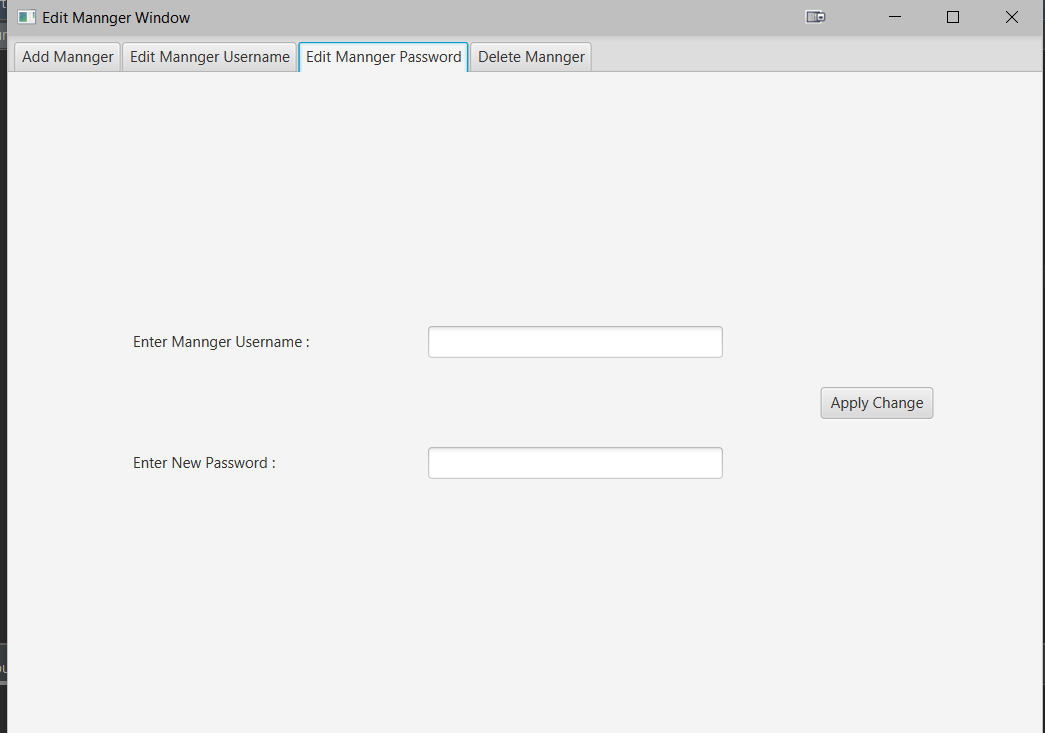 Edit Mannger Window
Add Mannger Edit Mannger Username Edit Mannger Password Delete Mannger
Enter Mannger Username :
Apply Change
Enter New Password :